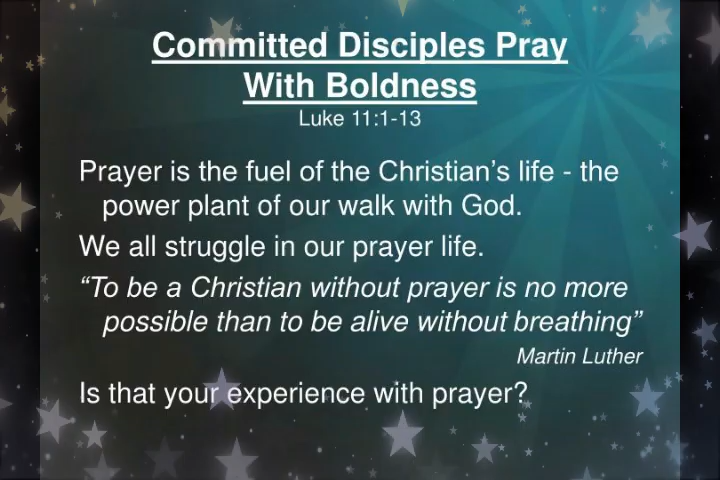 Committed Disciples Pray
With Boldness
Luke 11:1-13
Prayer is the fuel of the Christian’s life - the
power plant of our walk with God.
We all struggle in our prayer life.
“To be a Christian without prayer is no more
possible than to be alive without breathing”
Martin Luther
Is that your experience with prayer?